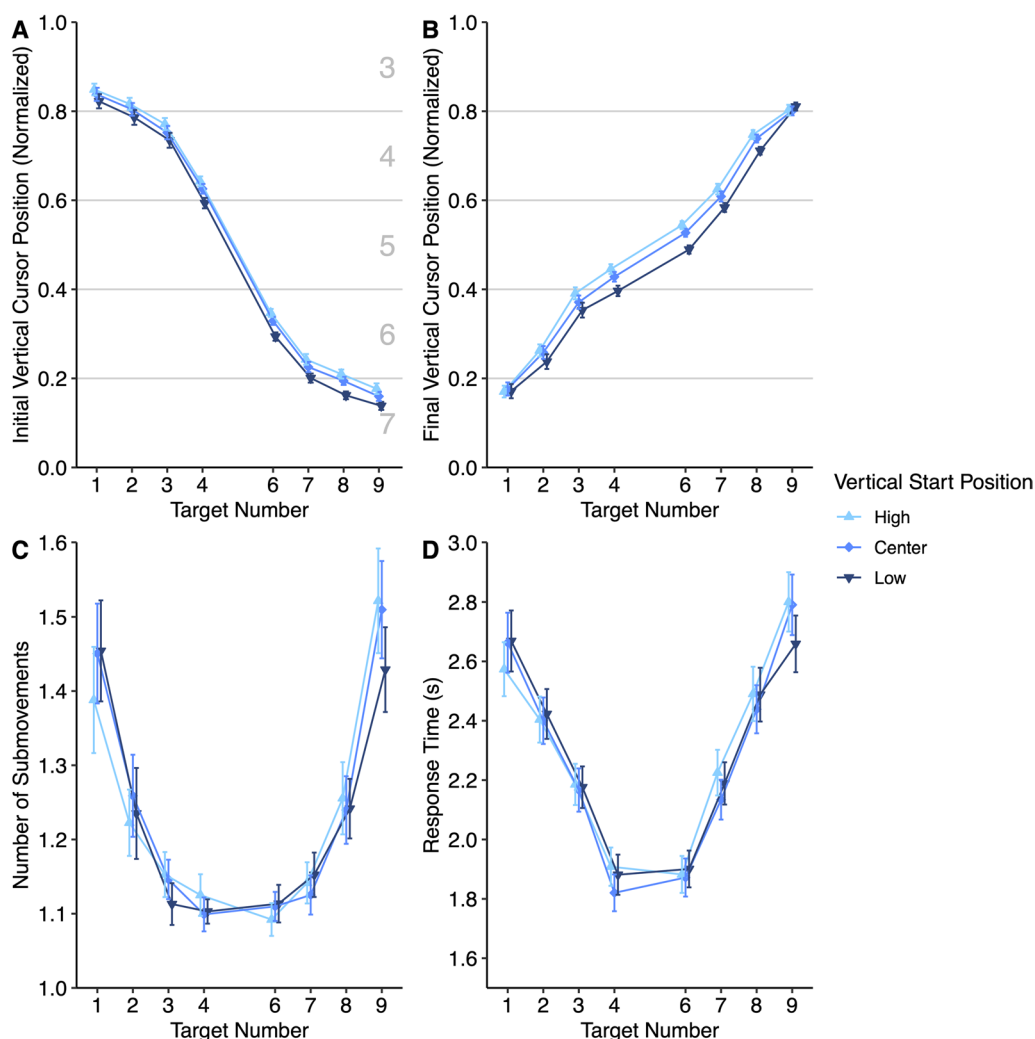 A
Initial Vertical Cursor Position (Normalized)
1.0
0.8
0.6
0.4
0.2
0.0
3
4
5
6
7
1 2 3 4 6 7 8 9
Target Number
B
Final Vertical Cursor Position (Normalized)
1.0
0.8
0.6
0.4
0.2
0.0
1 2 3 4 6 7 8 9
Target Number
Vertical Start Position
High
Center
Low
C
Number of Submovements
1.6
1.5
1.4
1.3
1.2
1.1
1.0
1 2 3 4 6 7 8 9
Target Number
D
Response Time (s)
3.0
2.8
2.6
2.4
2.2
2.0
1.8
1.6
1 2 3 4 6 7 8 9
Target Number